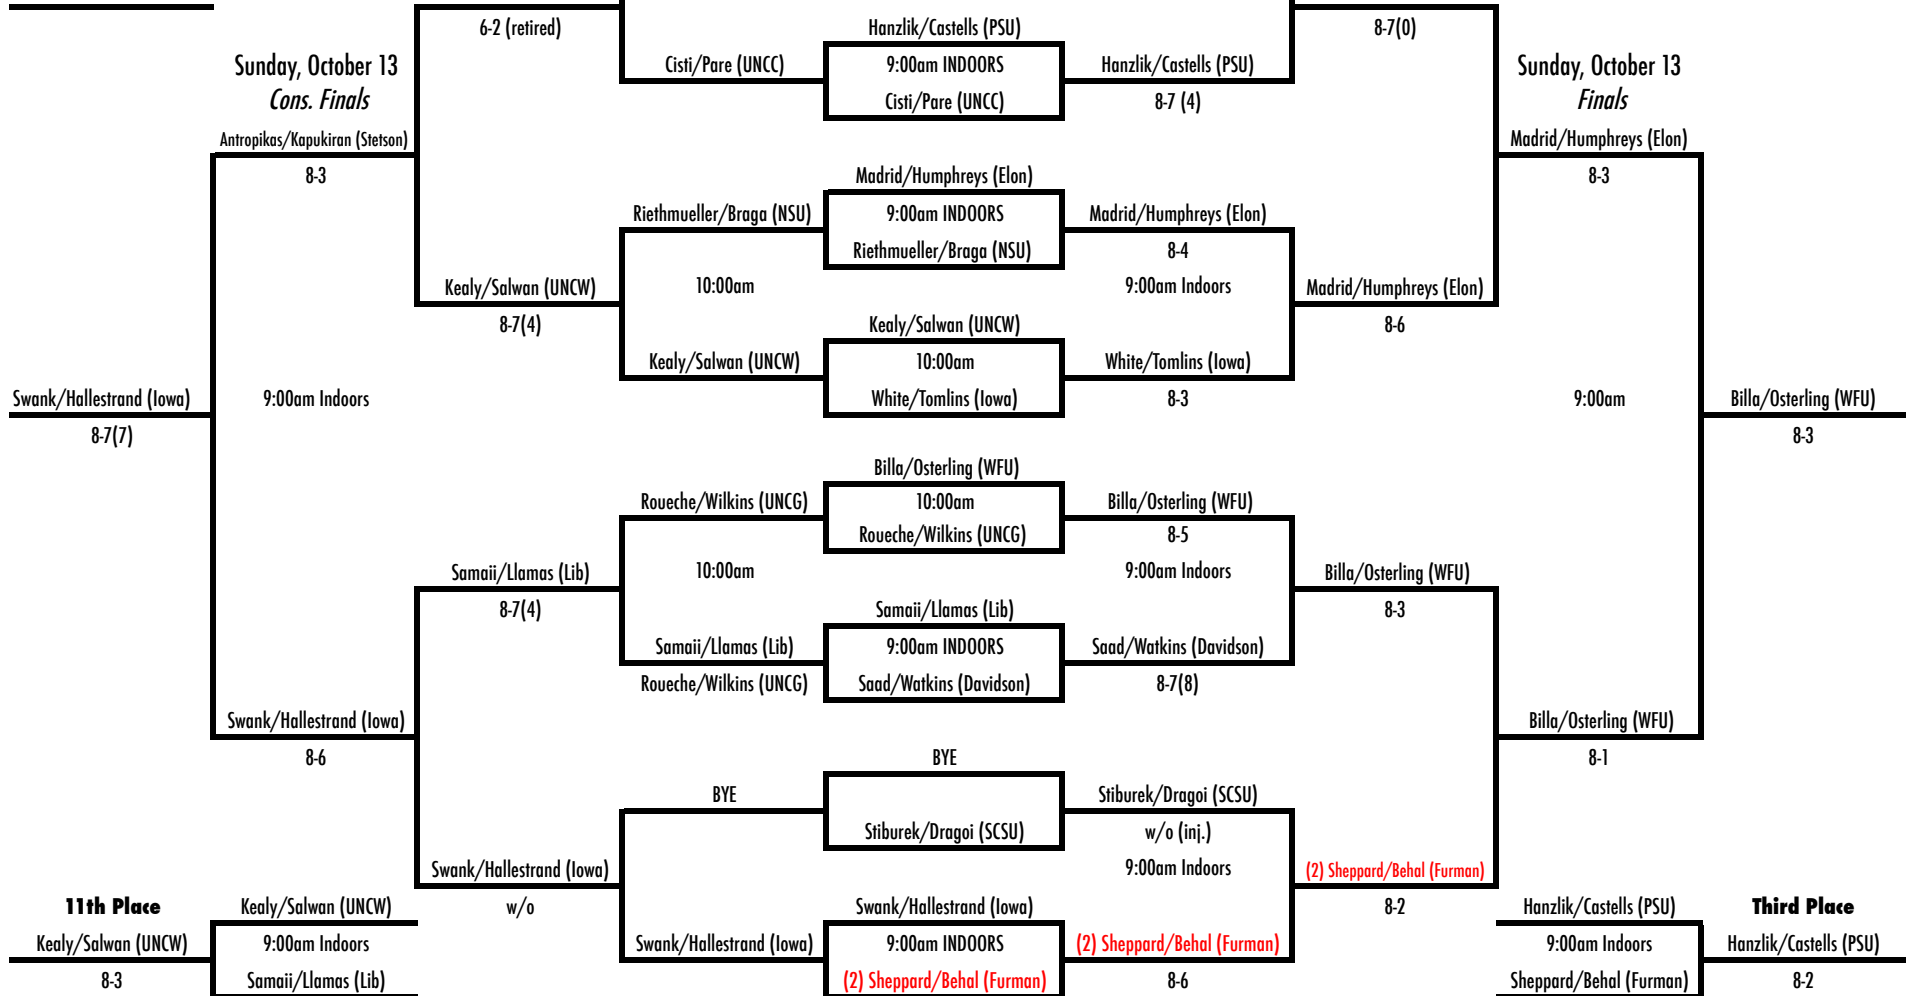 6-2 (retired)
Hanzlik/Castells (PSU)
8-7(0)
Sunday, October 13
Cons. Finals
Cisti/Pare (UNCC)
9:00am INDOORS
Hanzlik/Castells (PSU)
Sunday, October 13
Finals
Cisti/Pare (UNCC)
8-7 (4)
Antropikas/Kapukiran (Stetson)
Madrid/Humphreys (Elon)
8-3
Madrid/Humphreys (Elon)
8-3
Riethmueller/Braga (NSU)
9:00am INDOORS
Madrid/Humphreys (Elon)
Riethmueller/Braga (NSU)
8-4
Kealy/Salwan (UNCW)
10:00am
9:00am Indoors
Madrid/Humphreys (Elon)
8-7(4)
Kealy/Salwan (UNCW)
8-6
Kealy/Salwan (UNCW)
10:00am
White/Tomlins (Iowa)
Swank/Hallestrand (Iowa)
9:00am Indoors
White/Tomlins (Iowa)
8-3
9:00am
Billa/Osterling (WFU)
8-7(7)
8-3
Billa/Osterling (WFU)
Roueche/Wilkins (UNCG)
10:00am
Billa/Osterling (WFU)
Roueche/Wilkins (UNCG)
8-5
Samaii/Llamas (Lib)
10:00am
9:00am Indoors
Billa/Osterling (WFU)
8-7(4)
Samaii/Llamas (Lib)
8-3
Samaii/Llamas (Lib)
9:00am INDOORS
Saad/Watkins (Davidson)
Roueche/Wilkins (UNCG)
Saad/Watkins (Davidson)
8-7(8)
Swank/Hallestrand (Iowa)
Billa/Osterling (WFU)
8-6
BYE
8-1
BYE
Stiburek/Dragoi (SCSU)
Stiburek/Dragoi (SCSU)
w/o (inj.)
Swank/Hallestrand (Iowa)
9:00am Indoors
(2) Sheppard/Behal (Furman)
11th Place
Kealy/Salwan (UNCW)
w/o
Swank/Hallestrand (Iowa)
8-2
Hanzlik/Castells (PSU)
Third Place
Kealy/Salwan (UNCW)
9:00am Indoors
Swank/Hallestrand (Iowa)
9:00am INDOORS
(2) Sheppard/Behal (Furman)
9:00am Indoors
Hanzlik/Castells (PSU)
8-3
Samaii/Llamas (Lib)
(2) Sheppard/Behal (Furman)
8-6
Sheppard/Behal (Furman)
8-2